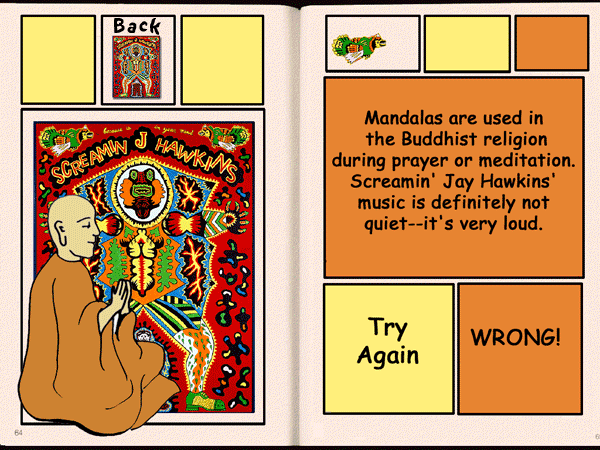 Back
SCREAMIN J HAWKINS
64
Mandalas are used in
the Buddhist religion
during prayer or meditation.
Screamin' Jay Hawkins'
music is definitely not
quiet--it's very loud.
Try
Again
WRONG!